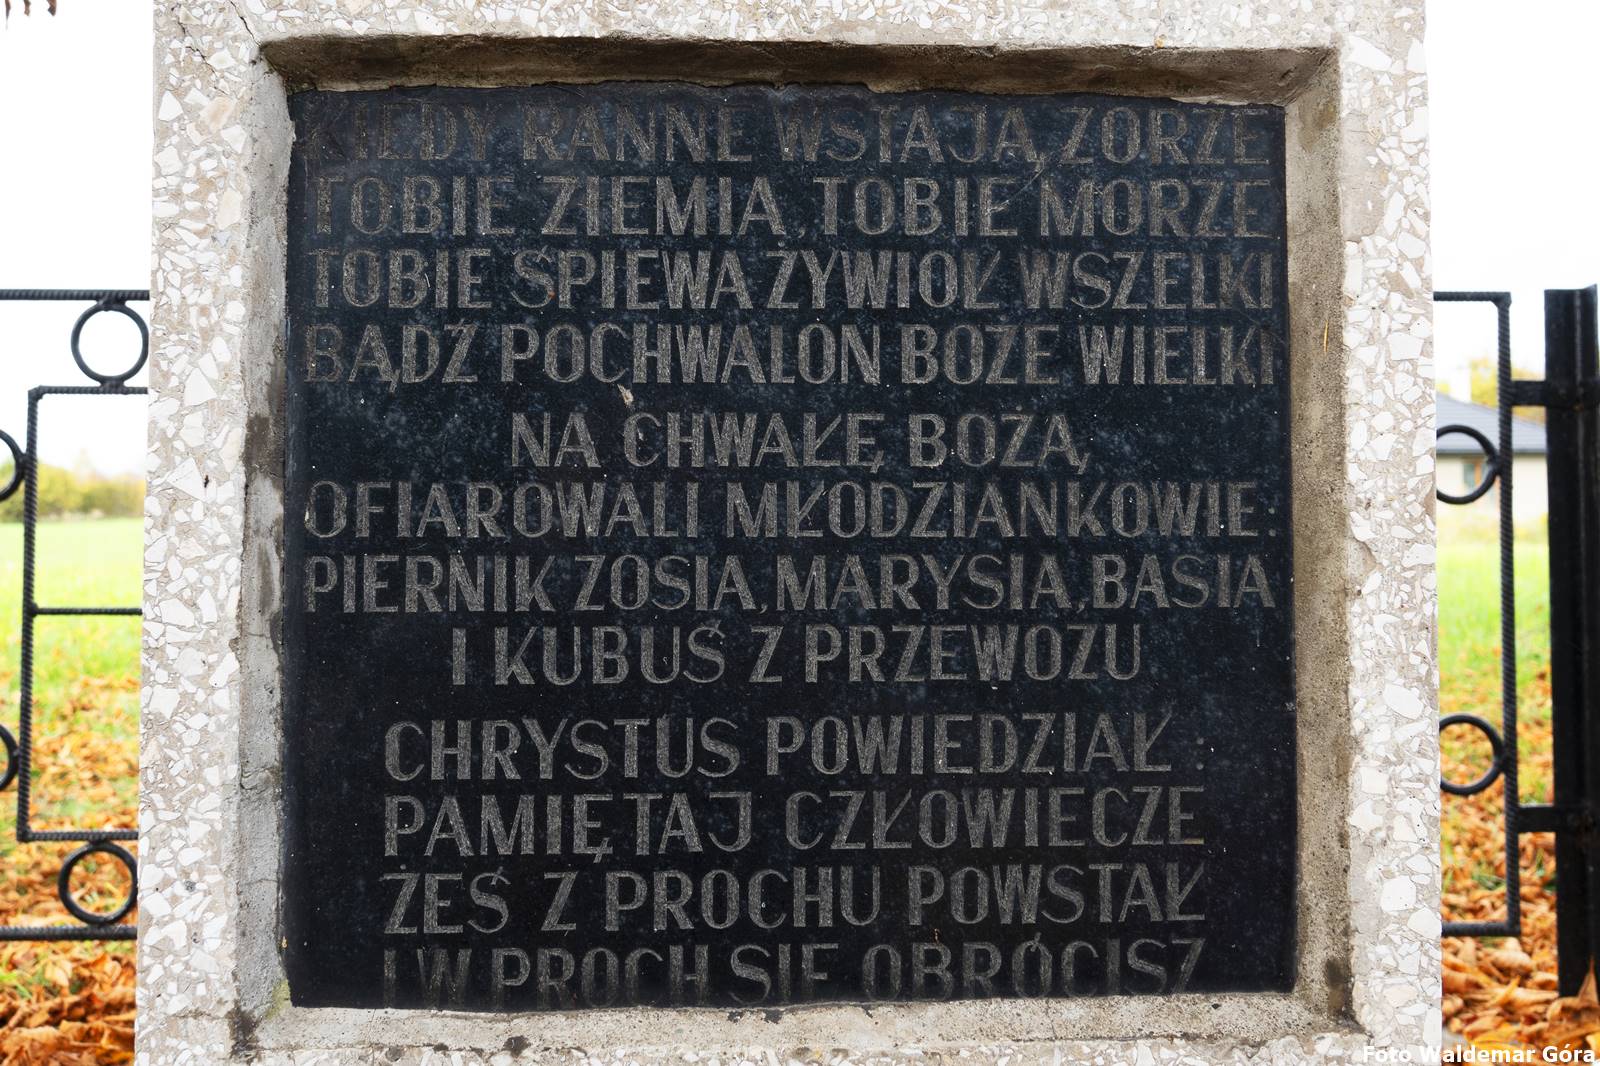 KIEDY RANNE WSTAJĄ ZORZE
TOBIE ZIEMIA, TOBIE MORZE
TOBIE ŚPIEWA ŻYWIOŁ WSZELKI
BĄDŹ POCHWALON BOŻE WIELKI
NA CHWAŁĘ BOŻĄ
OFIAROWALI MŁODZIANKOWIE:
PIERNIK ZOSIA, MARYSIA, BASIA
I KUBUŚ Z PRZEWOZU
CHRYSTUS POWIEDZIAŁ:
PAMIĘTAJ CZŁOWIECZE
ŻEŚ Z PROCHU POWSTAŁ
I W PROCH SIĘ OBRÓCISZ
Foto Waldemar Góra